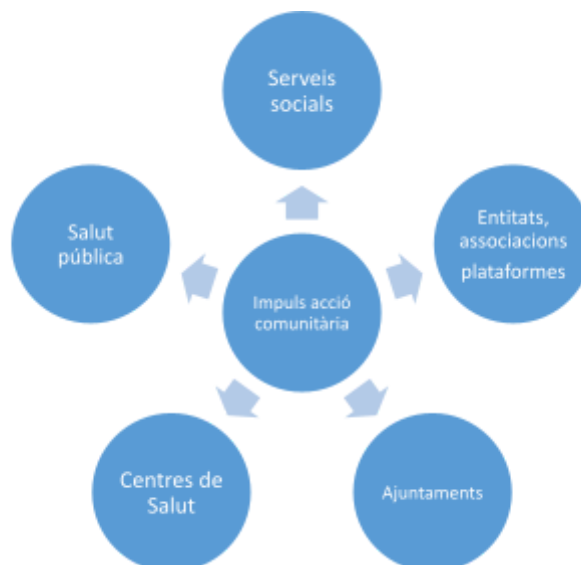 Serveis
socials
Entitats,
associacions
plataformes
Salut
pública
Impuls acció
comunitària
Centres de
Salut
Ajuntaments